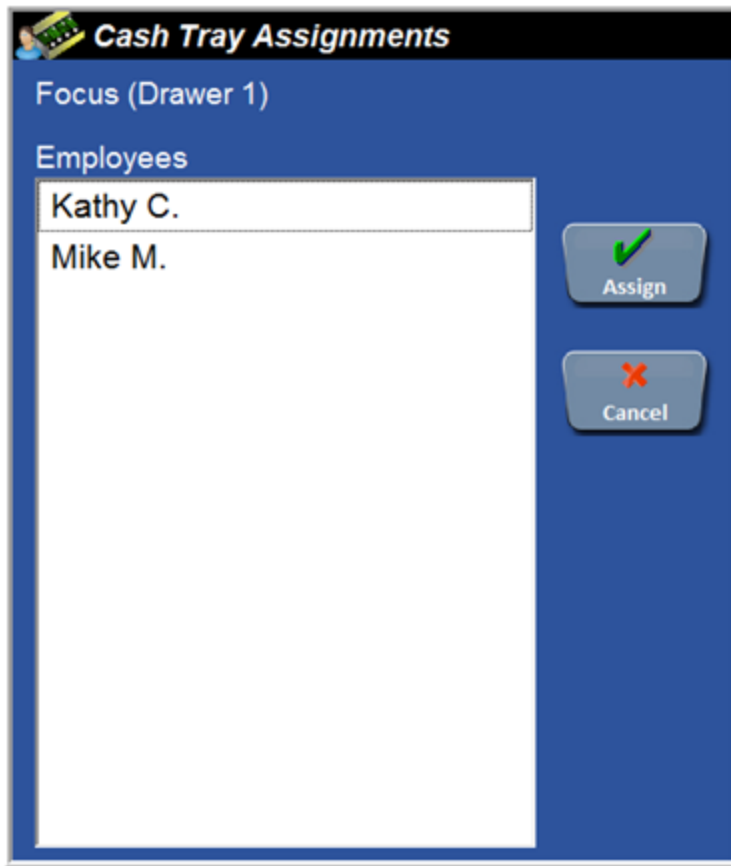 Cash Tray Assignments
Focus (Drawer 1)
Employees
Kathy C.
Mike M.
Assign
Cancel